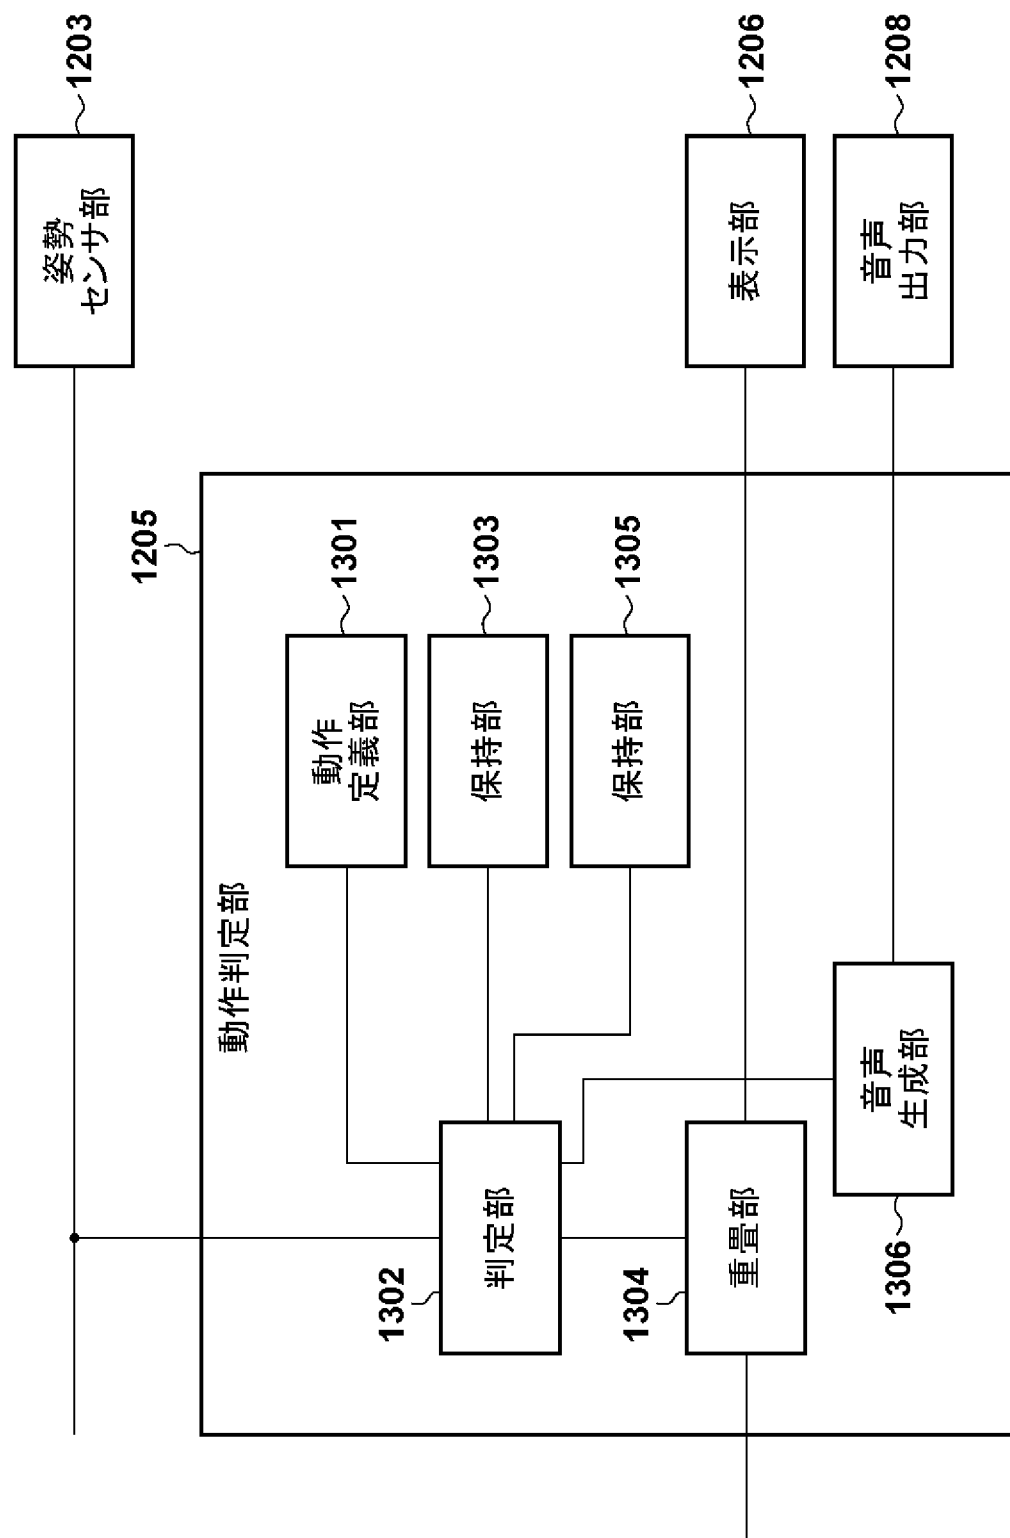 1203
姿勢
センサ部
1206
表示部
1208
音声
出力部
1205
動作判定部
1301
動作
定義部
1303
保持部
1305
保持部
1302
判定部
1304
重畳部
1306
音声
生成部